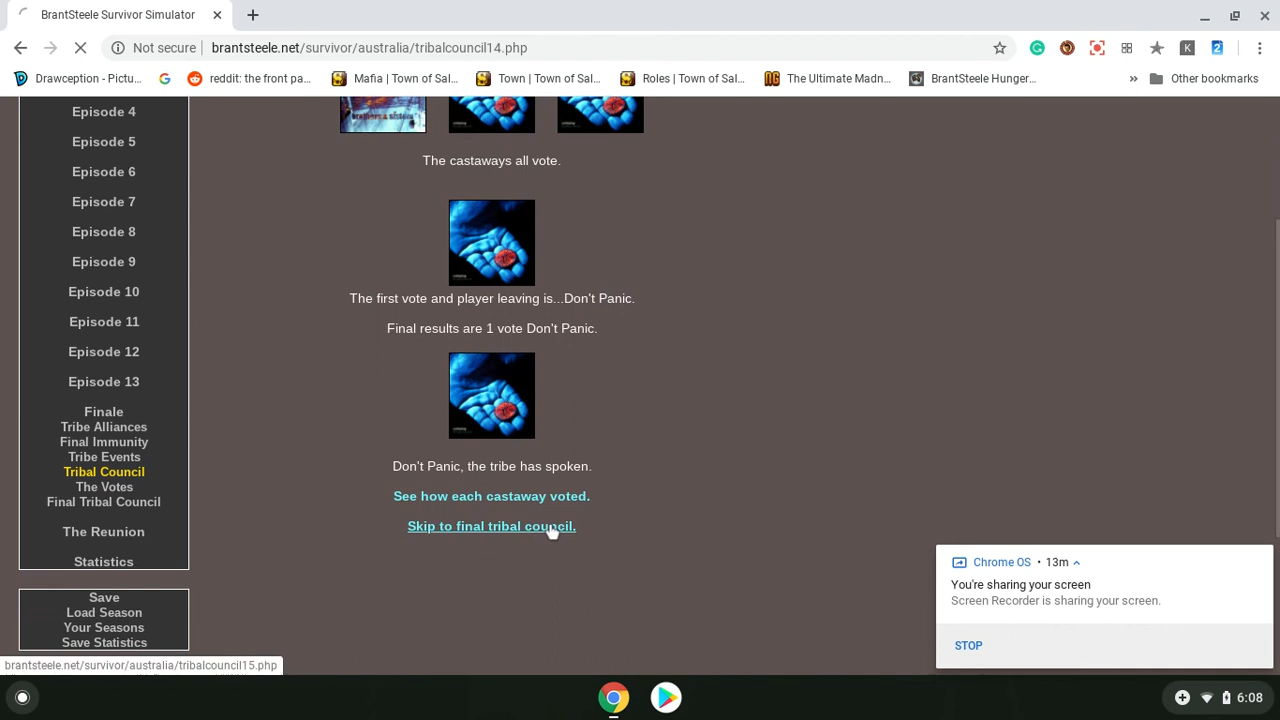 BrantSteele Survivor Simulator
Not secure
brantsteele.net/survivor/australia/tribalcouncil14.php
Drawception - Pictu...
reddit: the front pa...
Mafia | Town of Sal...
Town | Town of Sal...
Roles | Town of Sal...
The Ultimate Madn...
BrantSteele Hunger...
»
Other bookmarks
Episode 4
Episode 5
Episode 6
Episode 7
Episode 8
Episode 9
Episode 10
Episode 11
Episode 12
Episode 13
Finale
Tribe Alliances
Final Immunity
Tribe Events
Tribal Council
The Votes
Final Tribal Council
The Reunion
Statistics
Save
Load Season
Your Seasons
Save Statistics
The castaways all vote.
The first vote and player leaving is...Don't Panic.
Final results are 1 vote Don't Panic.
Don't Panic, the tribe has spoken.
See how each castaway voted.
Skip to final tribal council.
Chrome OS • 13m
You're sharing your screen
Screen Recorder is sharing your screen.
STOP
brantsteele.net/survivor/australia/tribalcouncil15.php
6:08